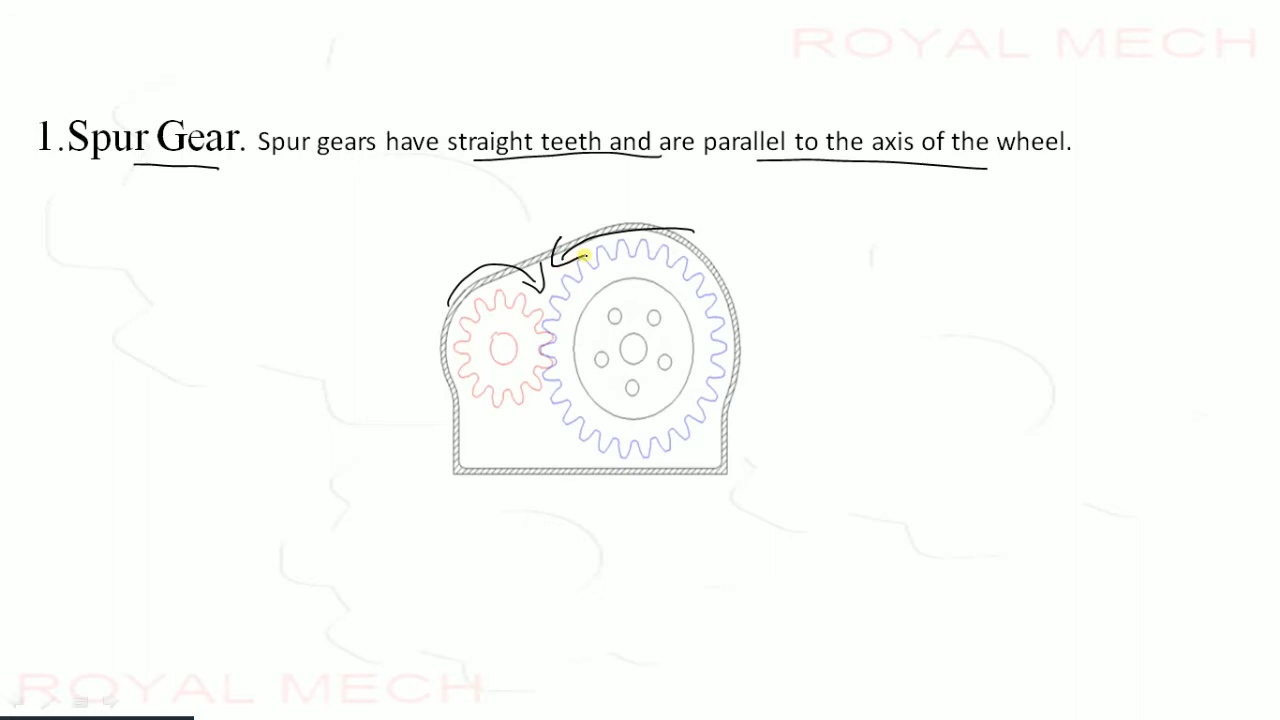 ROYAL MECH
1.Spur Gear. Spur gears have straight teeth and are parallel to the axis of the wheel.
ROYAL MECH